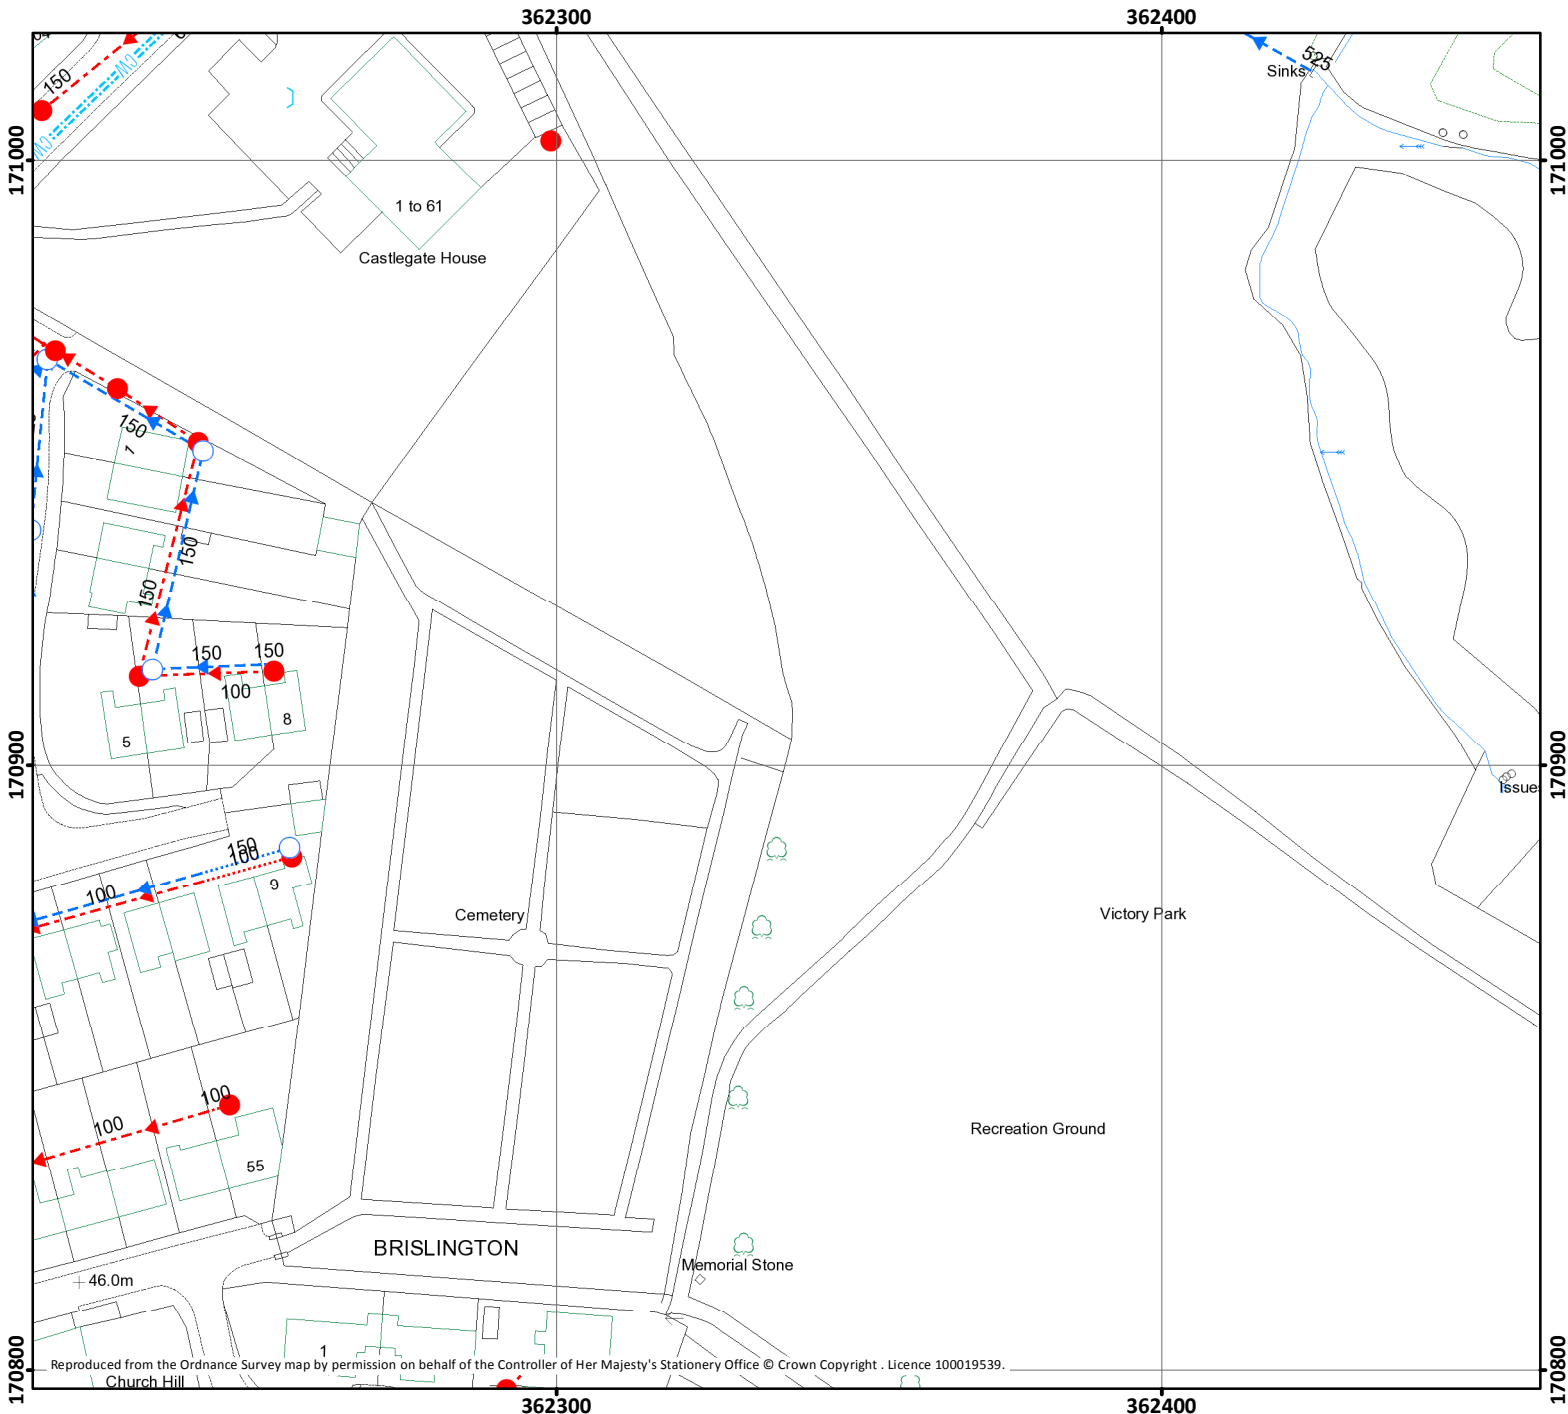 362300
362400
525
Sinks
150
CW
CW
171000
171000
1 to 61
Castlegate House
150
1
150
150
150
150
100
5
8
170900
170900
Issues
150
100
100
9
Cemetery
Victory Park
100
100
Recreation Ground
55
BRISLINGTON
Memorial Stone
46.0m
1
170800
170800
Reproduced from the Ordnance Survey map by permission on behalf of the Controller of Her Majesty's Stationery Office © Crown Copyright . Licence 100019539.
Church Hill
362300
362400